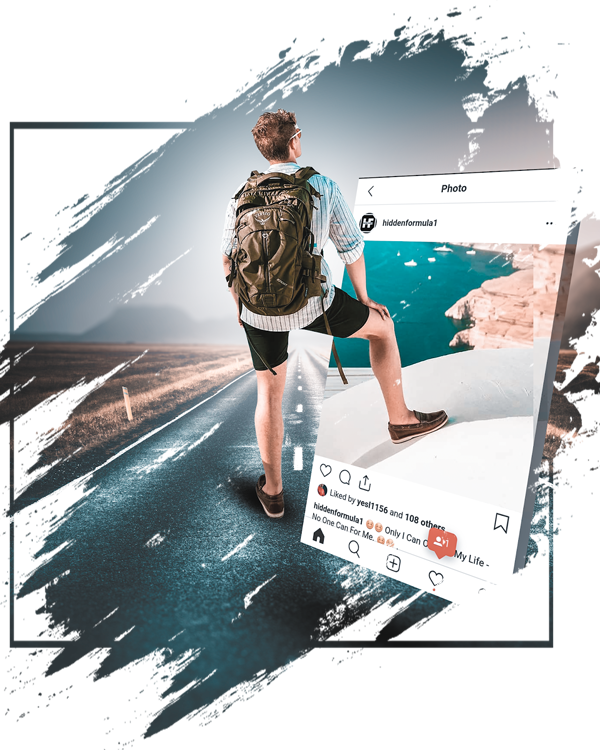 Photo
HF
hiddenformula1
Liked by yesl1156 and 108 others
hiddenformula1 Only I Can C My Life -
No One Can For Me.
1